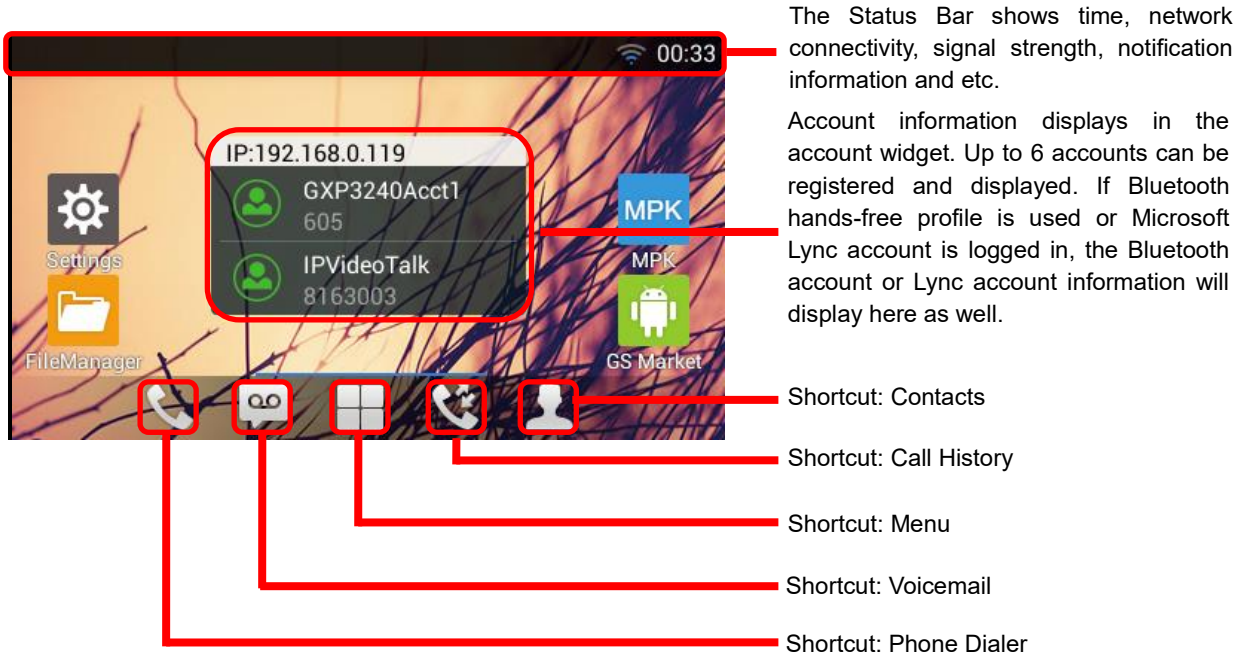 The Status Bar shows time, network
connectivity, signal strength, notification
information and etc.
00:33
Account information displays in the
account widget. Up to 6 accounts can be
registered and displayed. If Bluetooth
hands-free profile is used or Microsoft
Lync account is logged in, the Bluetooth
account or Lync account information will
display here as well.
IP:192.168.0.119
GXP3240Acct1
605
IPVideoTalk
8163003
Settings
FileManager
MPK
MPK
GS Market
Shortcut: Contacts
Shortcut: Call History
Shortcut: Menu
Shortcut: Voicemail
Shortcut: Phone Dialer